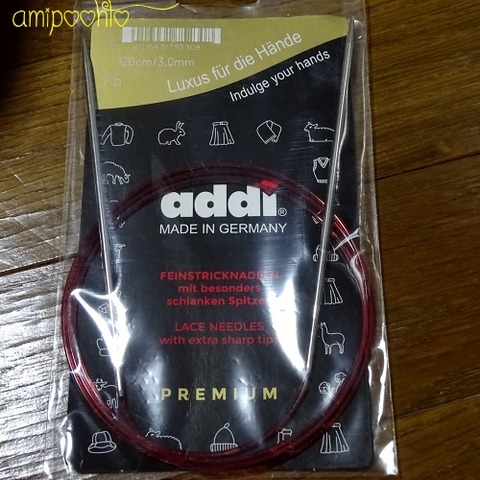 amipoohto
120cm/3,0mm
Luxus für die Hände
Indulge your hands
addi®
MADE IN GERMANY
FEINSTRICKNADELN
mit besonders
schlanken Spitzen
LACE NEEDLES
with extra sharp tips
PREMIUM